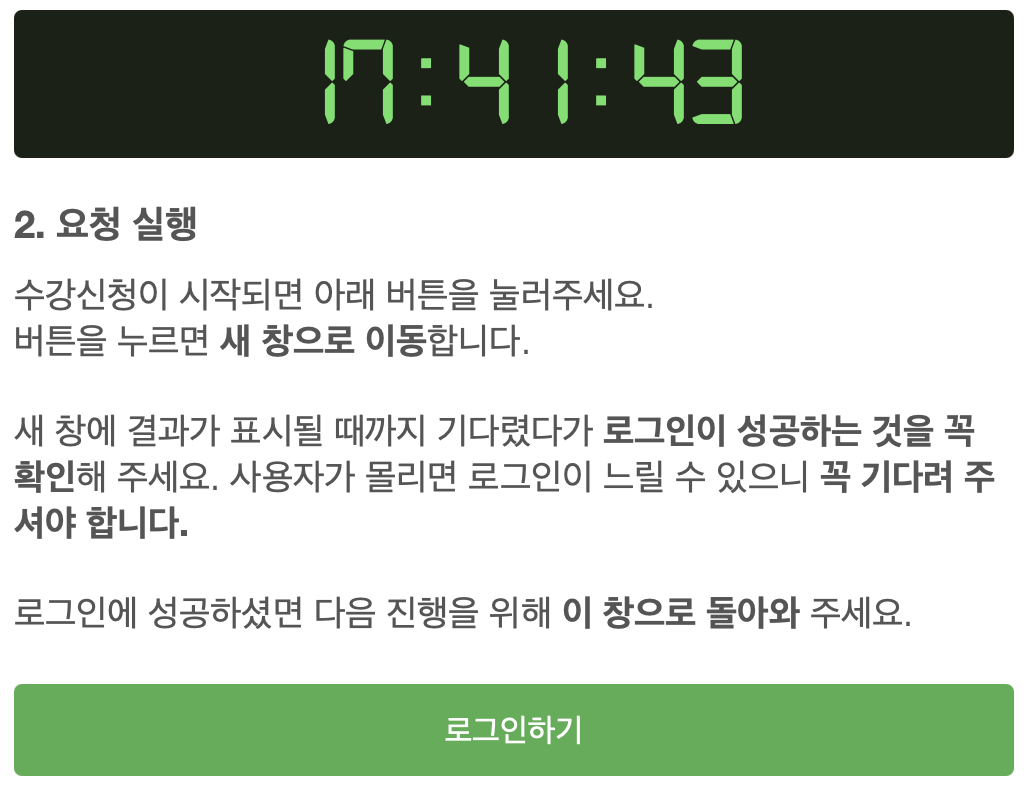 17:41:43
2. 요청 실행
수강신청이 시작되면 아래 버튼을 눌러주세요.
버튼을 누르면 새 창으로 이동합니다.
새 창에 결과가 표시될 때까지 기다렸다가 로그인이 성공하는 것을 꼭
확인해 주세요. 사용자가 몰리면 로그인이 느릴 수 있으니 꼭 기다려 주
셔야 합니다.
로그인에 성공하셨면 다음 진행을 위해 이 창으로 돌아와 주세요.
로그인하기